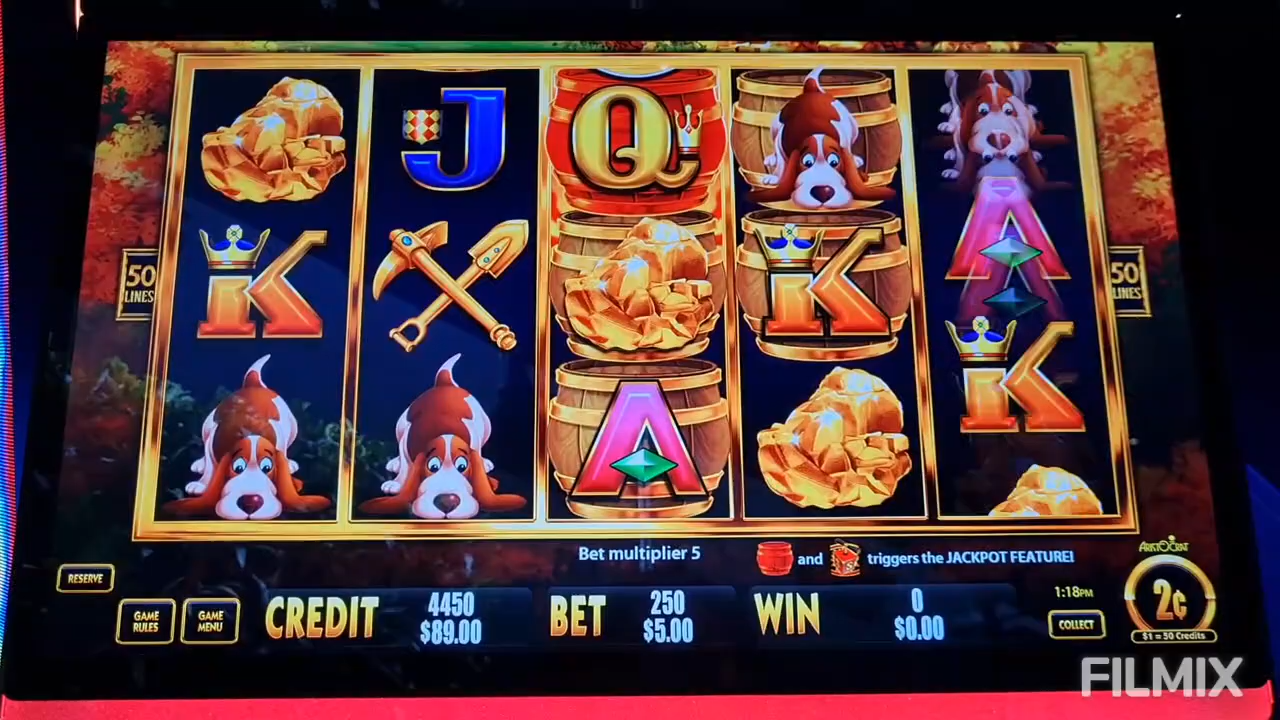 J
Q
K
K
A
A
K
50
LINES
50
LINES
Bet multiplier 5
and triggers the JACKPOT FEATURE!
ARISTOCRAT
RESERVE
GAME
RULES
GAME
MENU
CREDIT
4450
$89.00
BET
250
$5.00
WIN
0
$0.00
1:18PM
COLLECT
2¢
$1 = 50 Credits
FILMIX